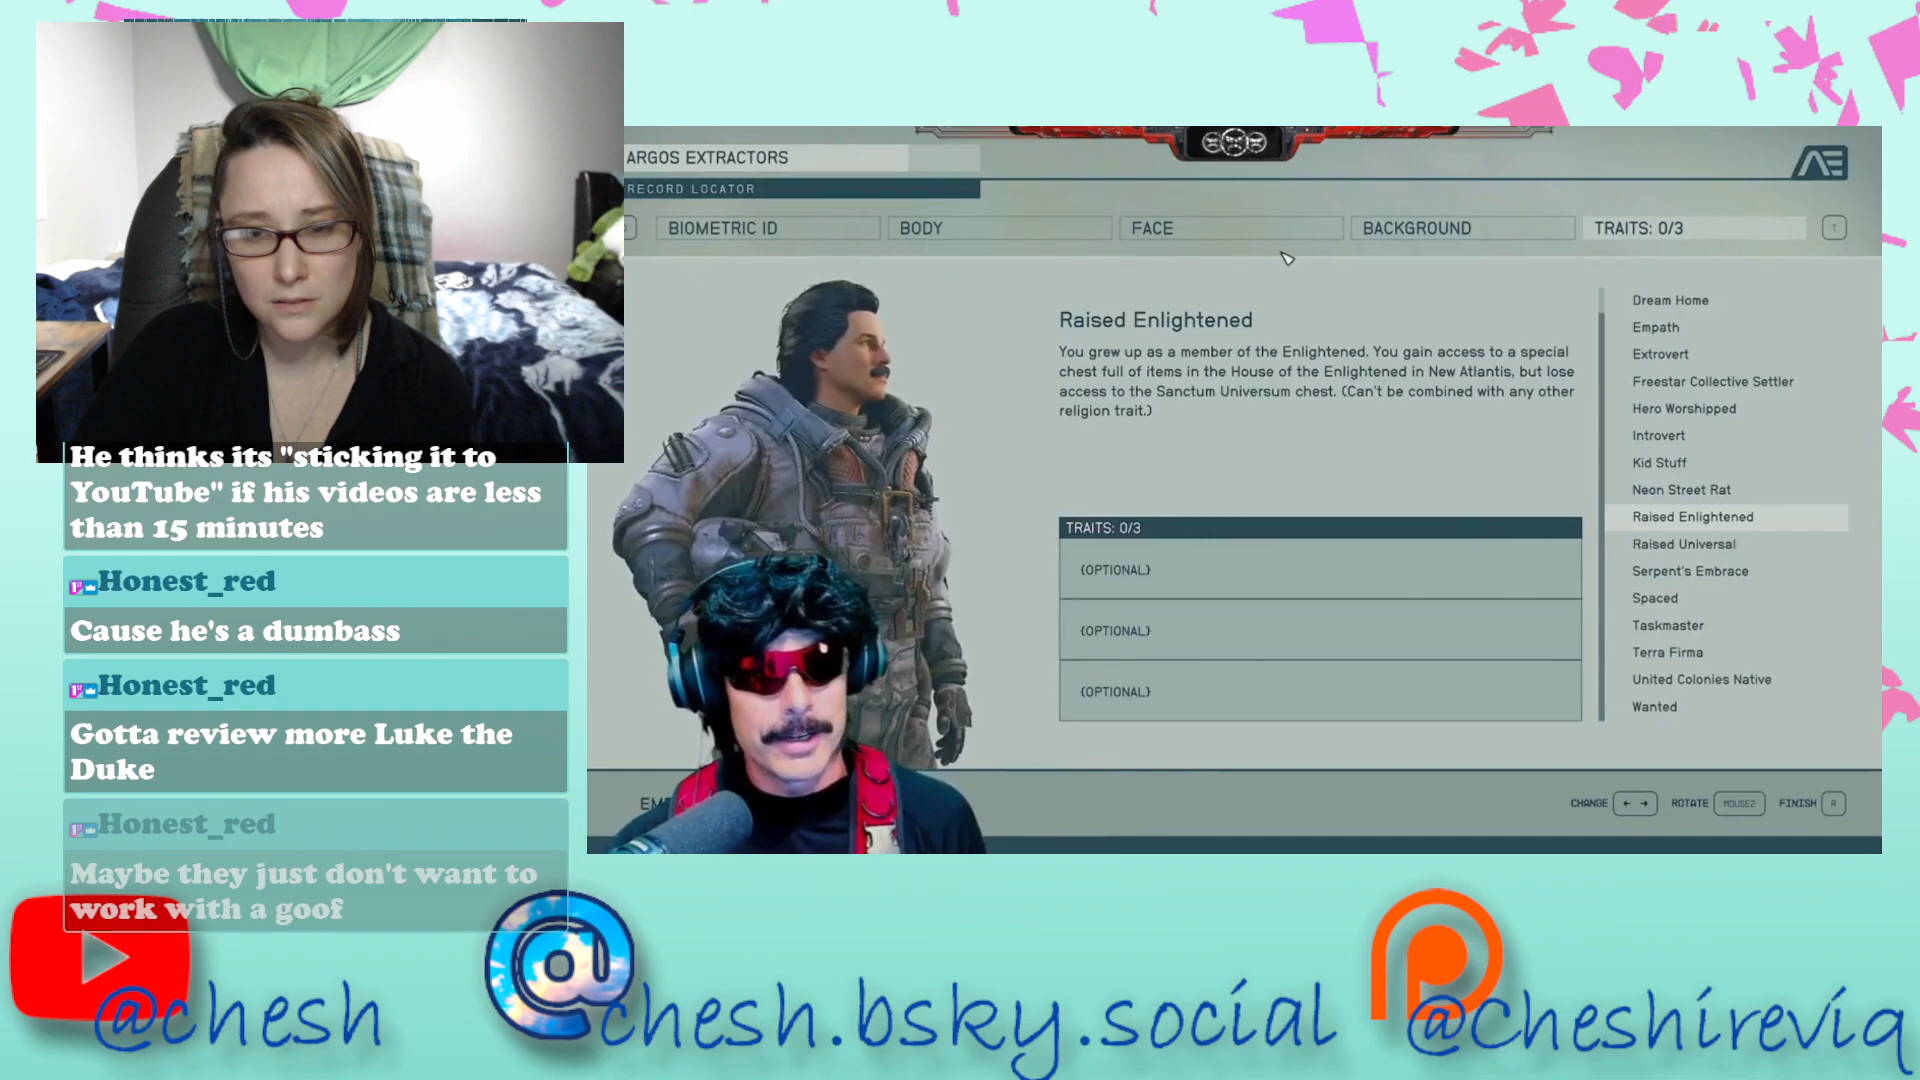 He thinks its "sticking it to
YouTube" if his videos are less
than 15 minutes
Honest_red
Cause he's a dumbass
Honest_red
Gotta review more Luke the
Duke
Honest_red
Maybe they just don't want to
work with a goof
ARGOS EXTRACTORS
RECORD LOCATOR
AE
BIOMETRIC ID
BODY
FACE
BACKGROUND
TRAITS: 0/3
T
Raised Enlightened
You grew up as a member of the Enlightened. You gain access to a special
chest full of items in the House of the Enlightened in New Atlantis, but lose
access to the Sanctum Universum chest. (Can't be combined with any other
religion trait.)
TRAITS: 0/3
{OPTIONAL}
{OPTIONAL}
{OPTIONAL}
Dream Home
Empath
Extrovert
Freestar Collective Settler
Hero Worshipped
Introvert
Kid Stuff
Neon Street Rat
Raised Enlightened
Raised Universal
Serpent's Embrace
Spaced
Taskmaster
Terra Firma
United Colonies Native
Wanted
CHANGE
ROTATE MOUSE2
FINISH R
@chesh
@chesh.bsky.social
@cheshireviq